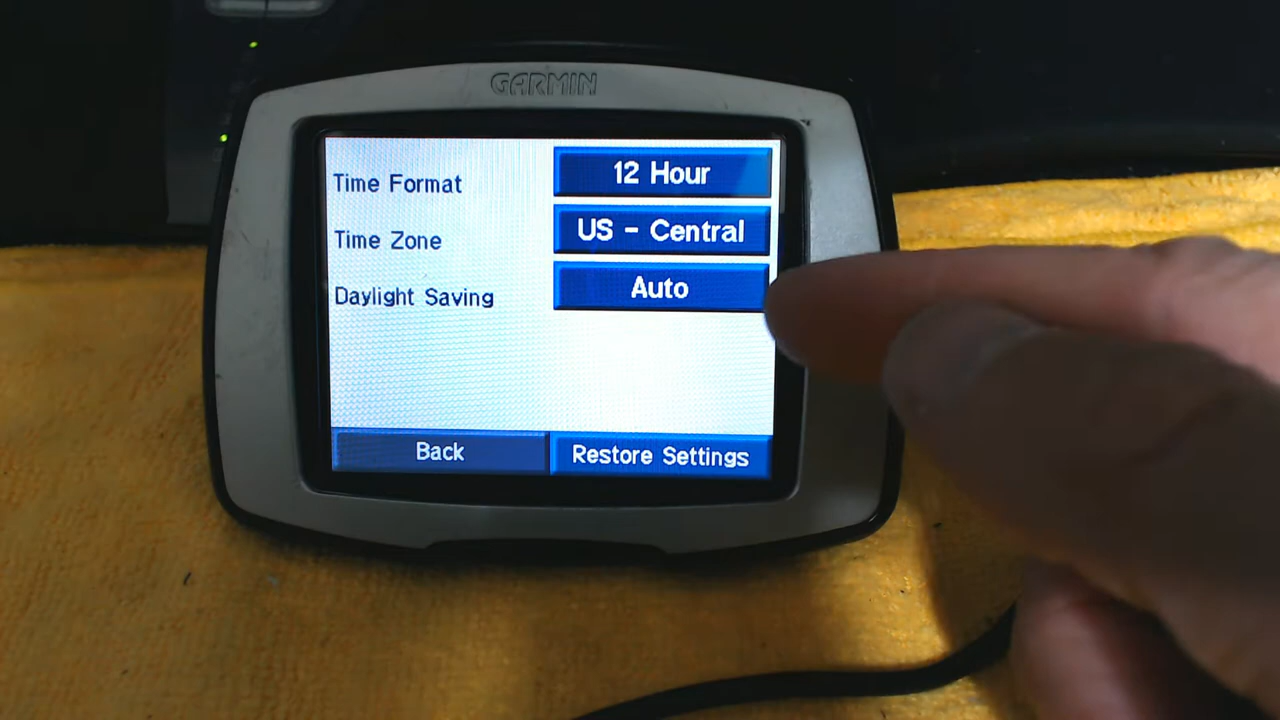 GARMIN
Time Format 12 Hour
Time Zone US - Central
Daylight Saving Auto
Back Restore Settings